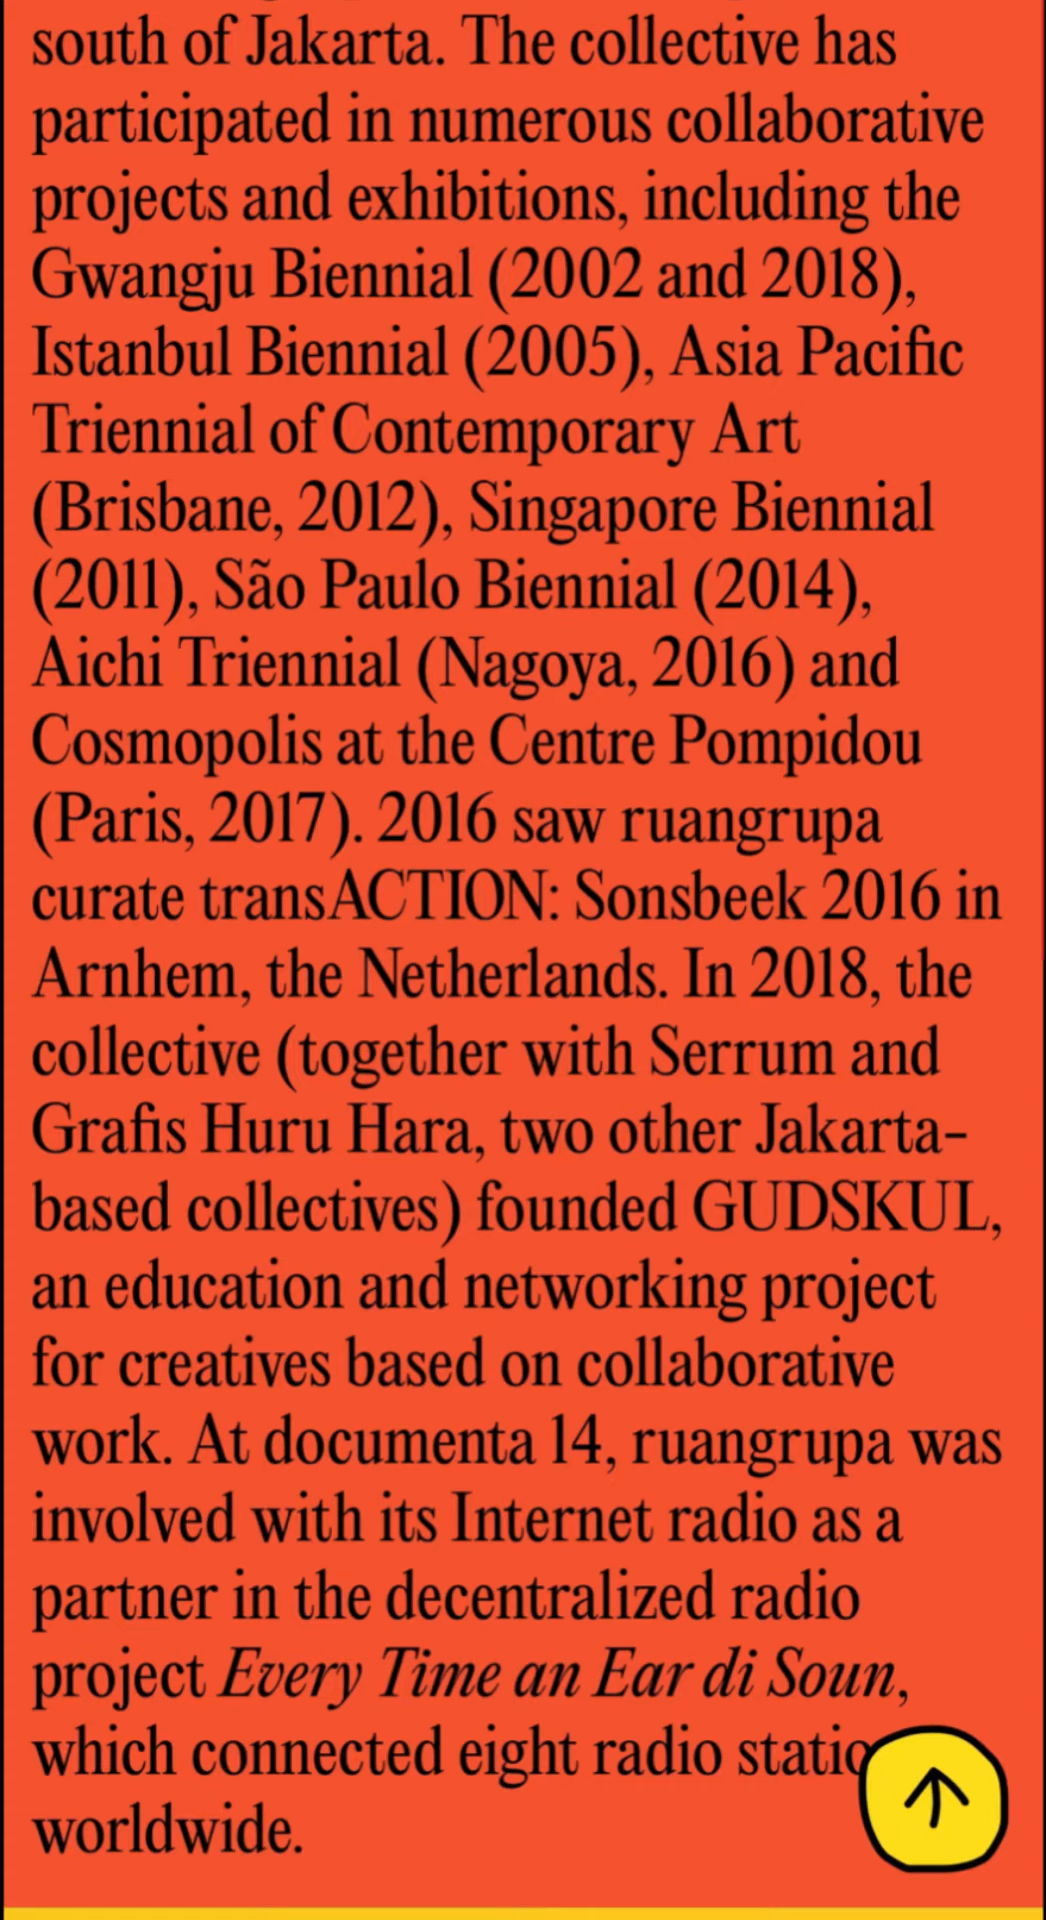 south of Jakarta. The collective has
participated in numerous collaborative
projects and exhibitions, including the
Gwangju Biennial (2002 and 2018),
Istanbul Biennial (2005), Asia Pacific
Triennial of Contemporary Art
(Brisbane, 2012), Singapore Biennial
(2011), São Paulo Biennial (2014),
Aichi Triennial (Nagoya, 2016) and
Cosmopolis at the Centre Pompidou
(Paris, 2017). 2016 saw ruangrupa
curate transACTION: Sonsbeek 2016 in
Arnhem, the Netherlands. In 2018, the
collective (together with Serrum and
Grafis Huru Hara, two other Jakarta-
based collectives) founded GUDSKUL,
an education and networking project
for creatives based on collaborative
work. At documenta 14, ruangrupa was
involved with its Internet radio as a
partner in the decentralized radio
project Every Time an Ear di Soun,
which connected eight radio
worldwide.